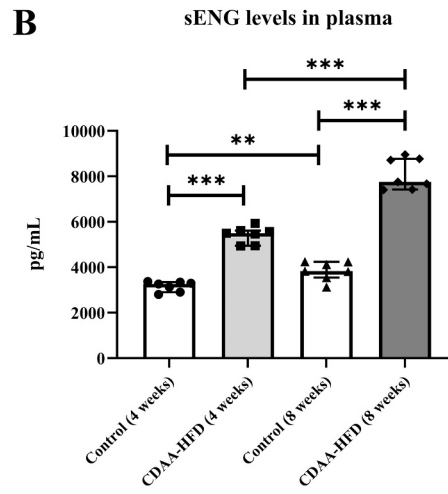 B
sENG levels in plasma
***
***
**
***
10000
8000
6000
4000
2000
0
pg/mL
Control (4 weeks)
CDAA-HFD (4 weeks)
Control (8 weeks)
CDAA-HFD (8 weeks)